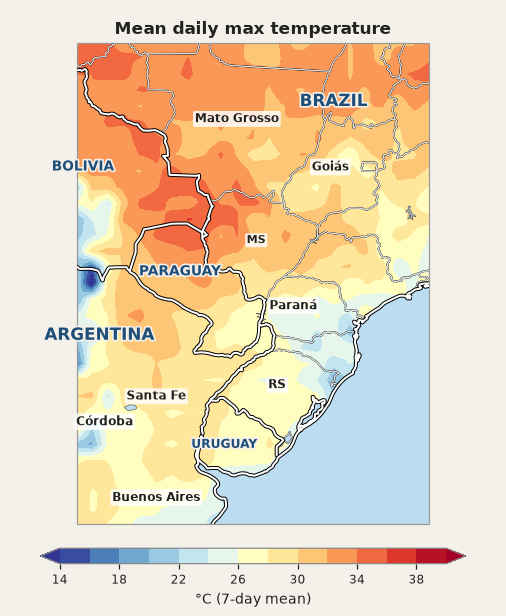 Mean daily max temperature
BRAZIL
Mato Grosso
BOLIVIA
Goiás
MS
PARAGUAY
Paraná
ARGENTINA
RS
Santa Fe
Córdoba
URUGUAY
Buenos Aires
14 18 22 26 30 34 38
°C (7-day mean)